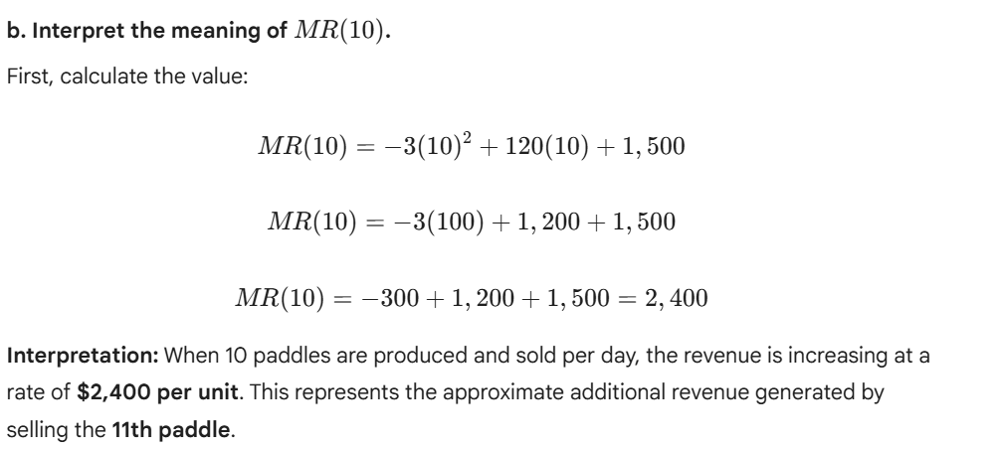 b. Interpret the meaning of MR(10).
First, calculate the value:
MR(10) = −3(10)² + 120(10) + 1,500
MR(10) = −3(100) + 1,200 + 1,500
MR(10) = −300 + 1,200 + 1,500 = 2,400
Interpretation: When 10 paddles are produced and sold per day, the revenue is increasing at a
rate of $2,400 per unit. This represents the approximate additional revenue generated by
selling the 11th paddle.